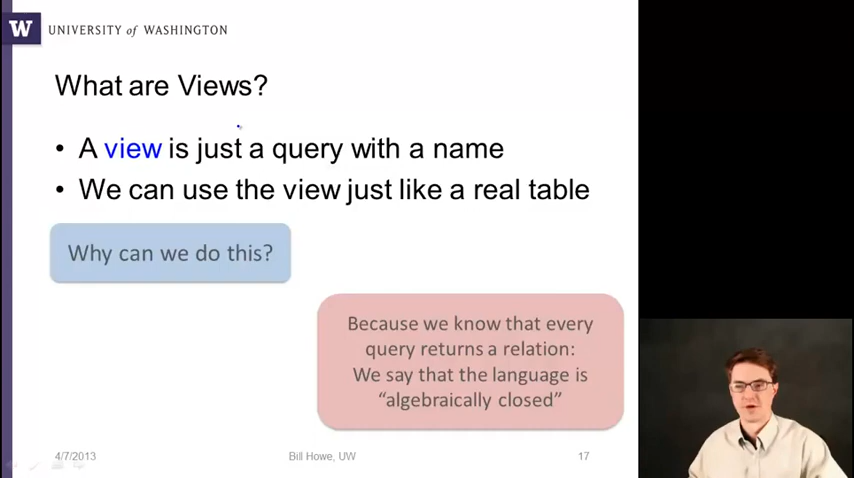 W UNIVERSITY of WASHINGTON
What are Views?
• A view is just a query with a name
• We can use the view just like a real table
Why can we do this?
Because we know that every
query returns a relation:
We say that the language is
“algebraically closed”
4/7/2013 Bill Howe, UW 17